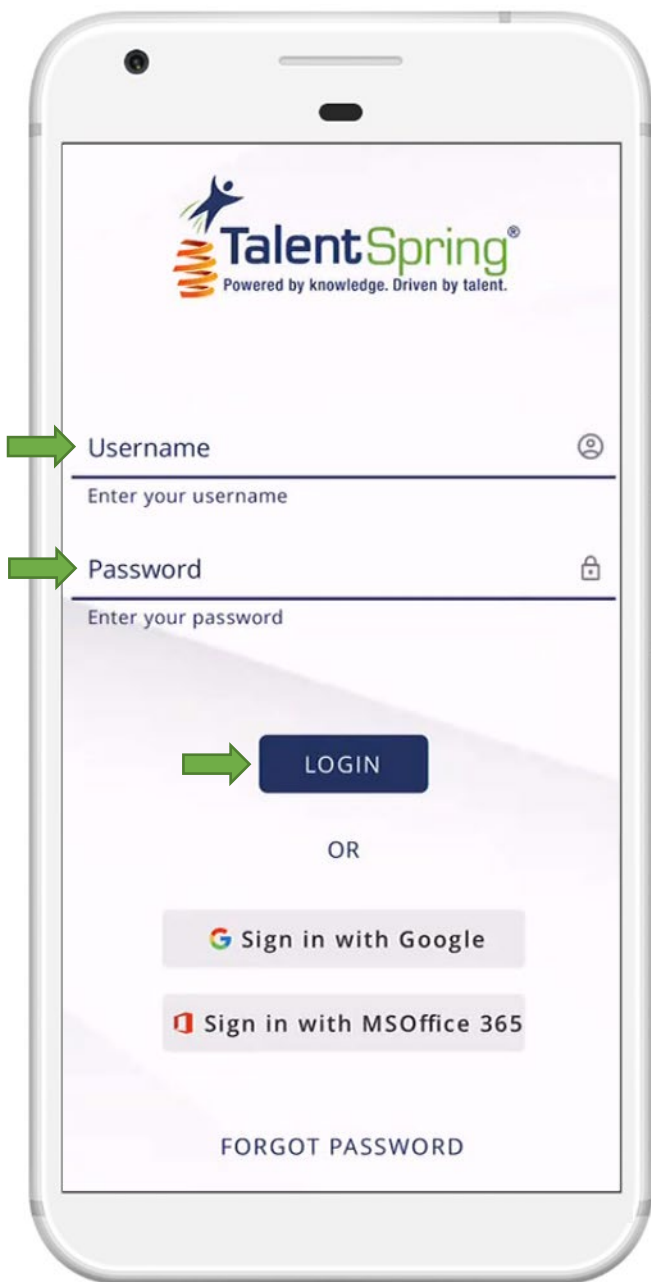 TalentSpring®
Powered by knowledge. Driven by talent.
Username
Enter your username
Password
Enter your password
LOGIN
OR
Sign in with Google
Sign in with MSOffice 365
FORGOT PASSWORD